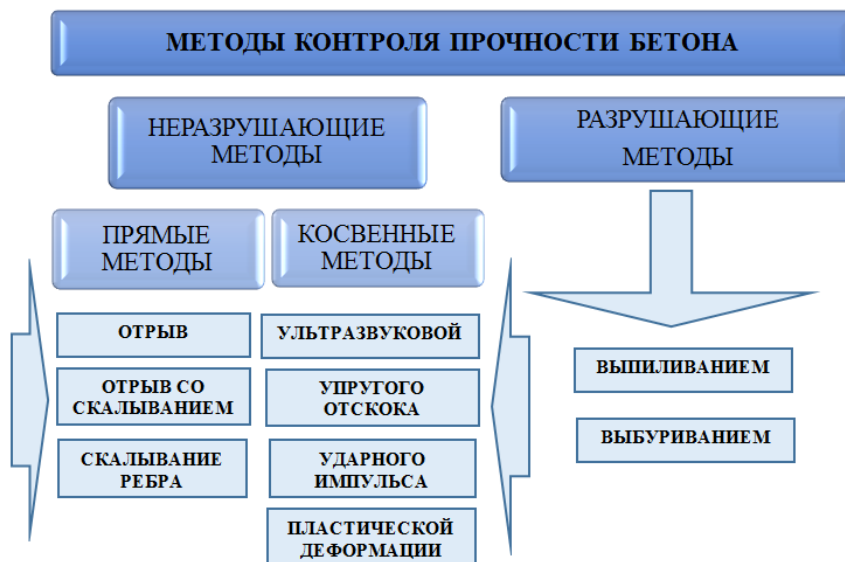 МЕТОДЫ КОНТРОЛЯ ПРОЧНОСТИ БЕТОНА
НЕРАЗРУШАЮЩИЕ
МЕТОДЫ
РАЗРУШАЮЩИЕ
МЕТОДЫ
ПРЯМЫЕ
МЕТОДЫ
КОСВЕННЫЕ
МЕТОДЫ
ОТРЫВ
ОТРЫВ СО
СКАЛЫВАНИЕМ
СКАЛЫВАНИЕ
РЕБРА
УЛЬТРАЗВУКОВОЙ
УПРУГОГО
ОТСКОКА
УДАРНОГО
ИМПУЛЬСА
ПЛАСТИЧЕСКОЙ
ДЕФОРМАЦИИ
ВЫПИЛИВАНИЕМ
ВЫБУРИВАНИЕМ